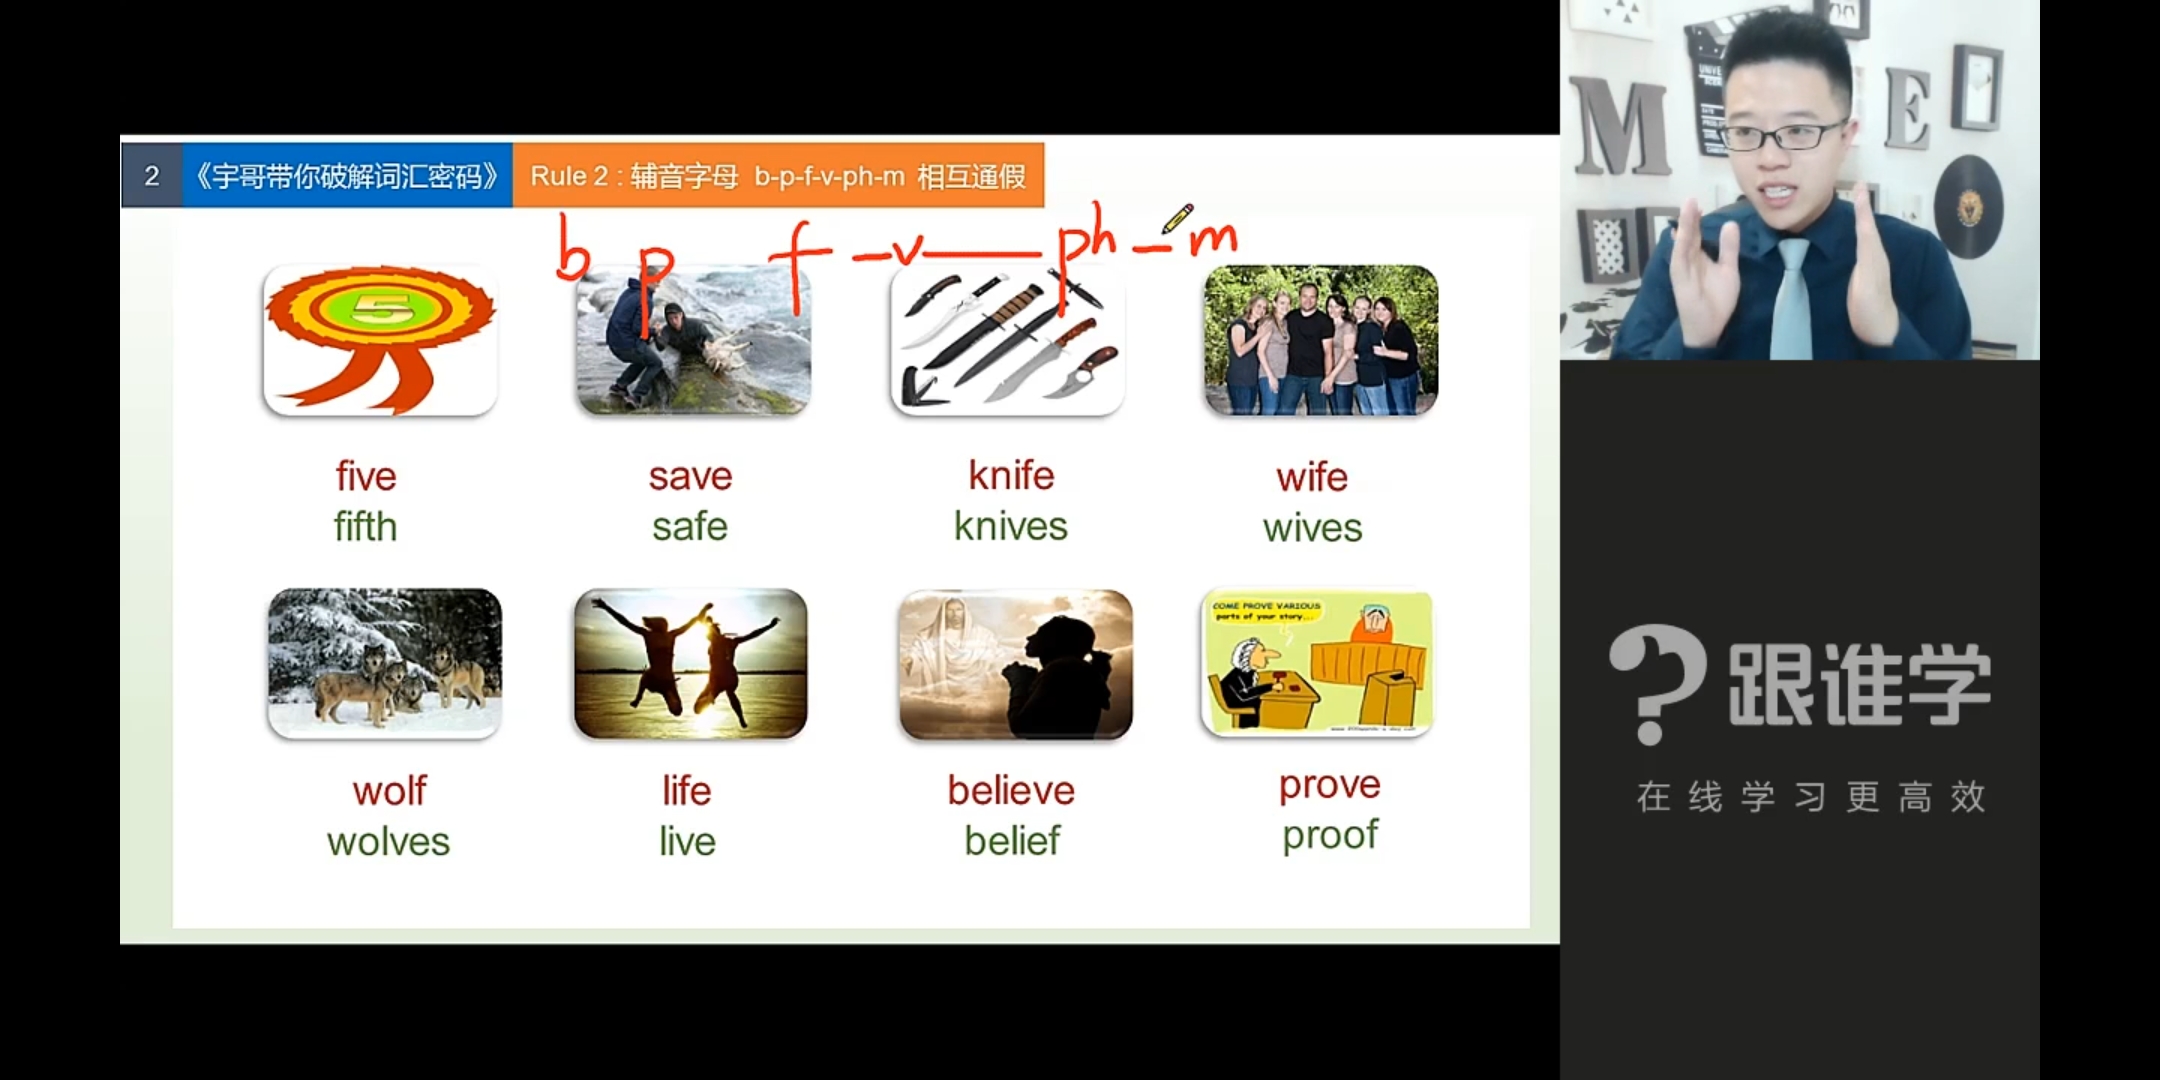 2 《宇哥带你破解词汇密码》 Rule 2 : 辅音字母 b-p-f-v-ph-m 相互通假
b p f - v — ph - m
5
five save knife wife
fifth safe knives wives
COME PROVE VARIOUS
parts of your story...
wolf life believe prove
wolves live belief proof
M E
跟谁学
在线学习更高效